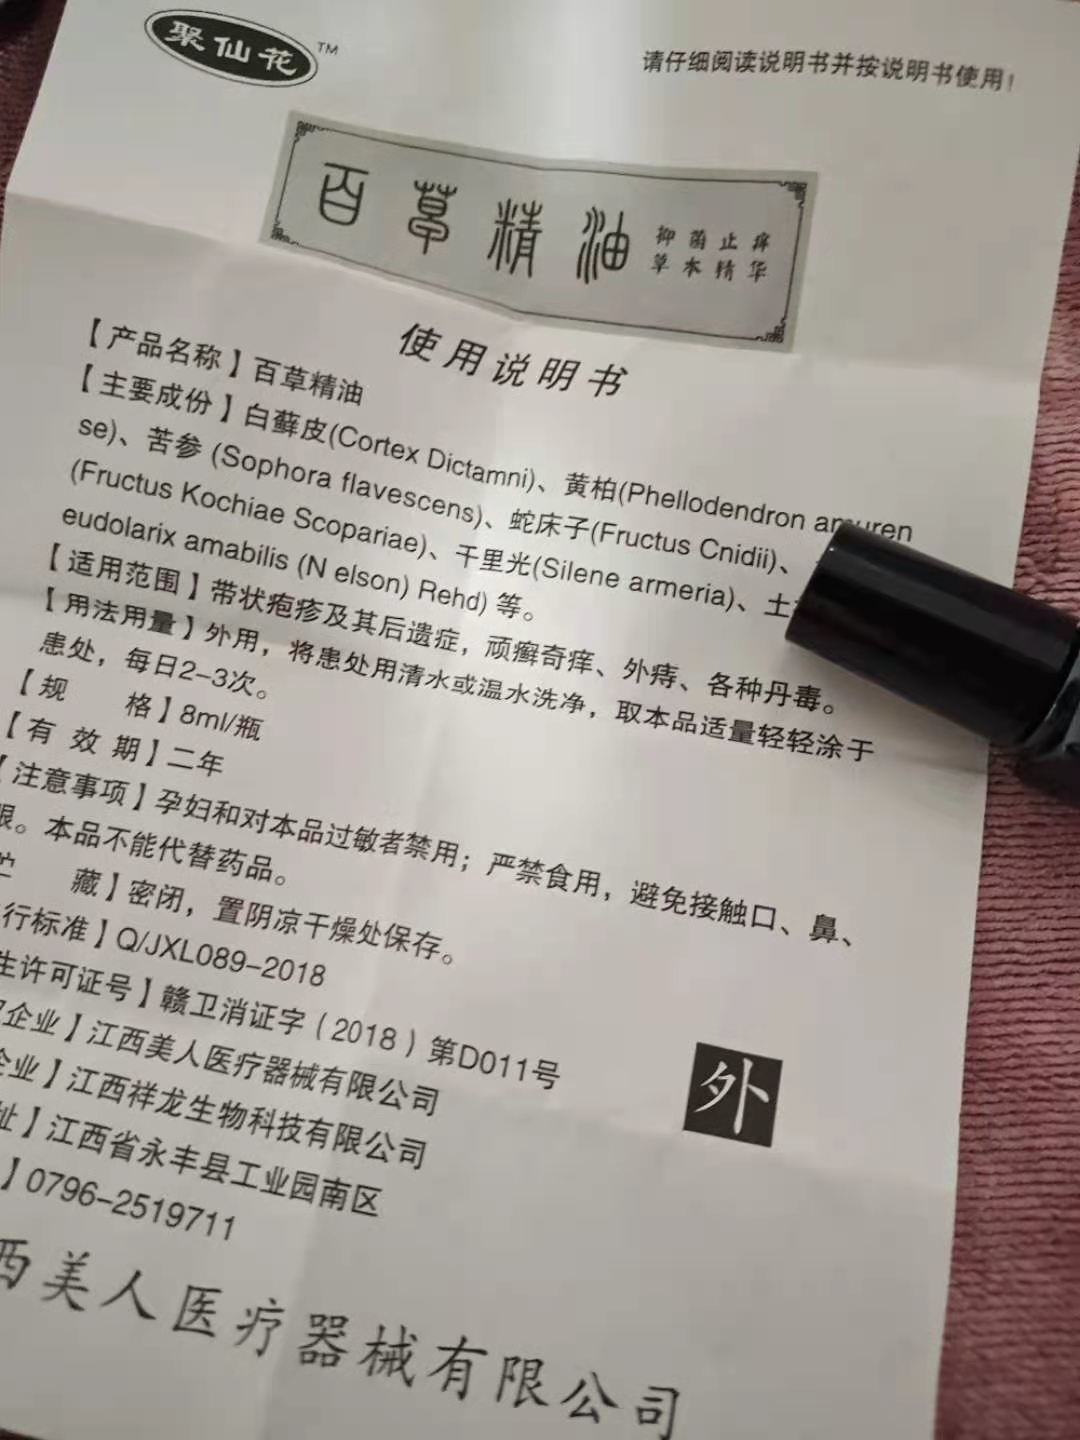 聚仙花™
请仔细阅读说明书并按说明书使用！
百草精油
抑菌止痒
草本精华
使用说明书
【产品名称】百草精油
【主要成份】白藓皮(Cortex Dictamni)、黄柏(Phellodendron amuren
se)、苦参 (Sophora flavescens)、蛇床子(Fructus Cnidii)、
(Fructus Kochiae Scopariae)、千里光(Silene armeria)、土
eudolarix amabilis (N elson) Rehd) 等。
【适用范围】带状疱疹及其后遗症，顽癣奇痒、外痔、各种丹毒。
【用法用量】外用，将患处用清水或温水洗净，取本品适量轻轻涂于
患处，每日2-3次。
【规 格】8ml/瓶
【有 效 期】二年
【注意事项】孕妇和对本品过敏者禁用；严禁食用，避免接触口、鼻、
眼。本品不能代替药品。
藏】密闭，置阴凉干燥处保存。
行标准】Q/JXL089-2018
生许可证号】赣卫消证字（2018）第D011号
企业】江西美人医疗器械有限公司
企业】江西祥龙生物科技有限公司
址】江西省永丰县工业园南区
】0796-2519711
外
西美人医疗器械有限公司